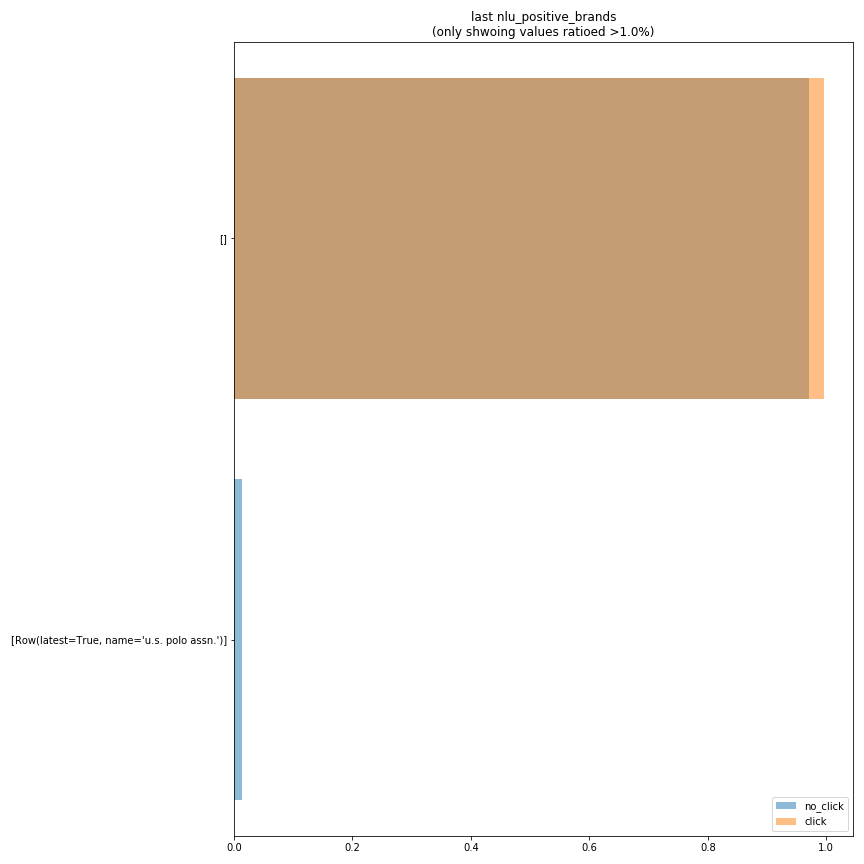 last nlu_positive_brands
(only shwoing values ratioed >1.0%)
[]
[Row(latest=True, name='u.s. polo assn.')]
no_click
click
0.0 0.2 0.4 0.6 0.8 1.0